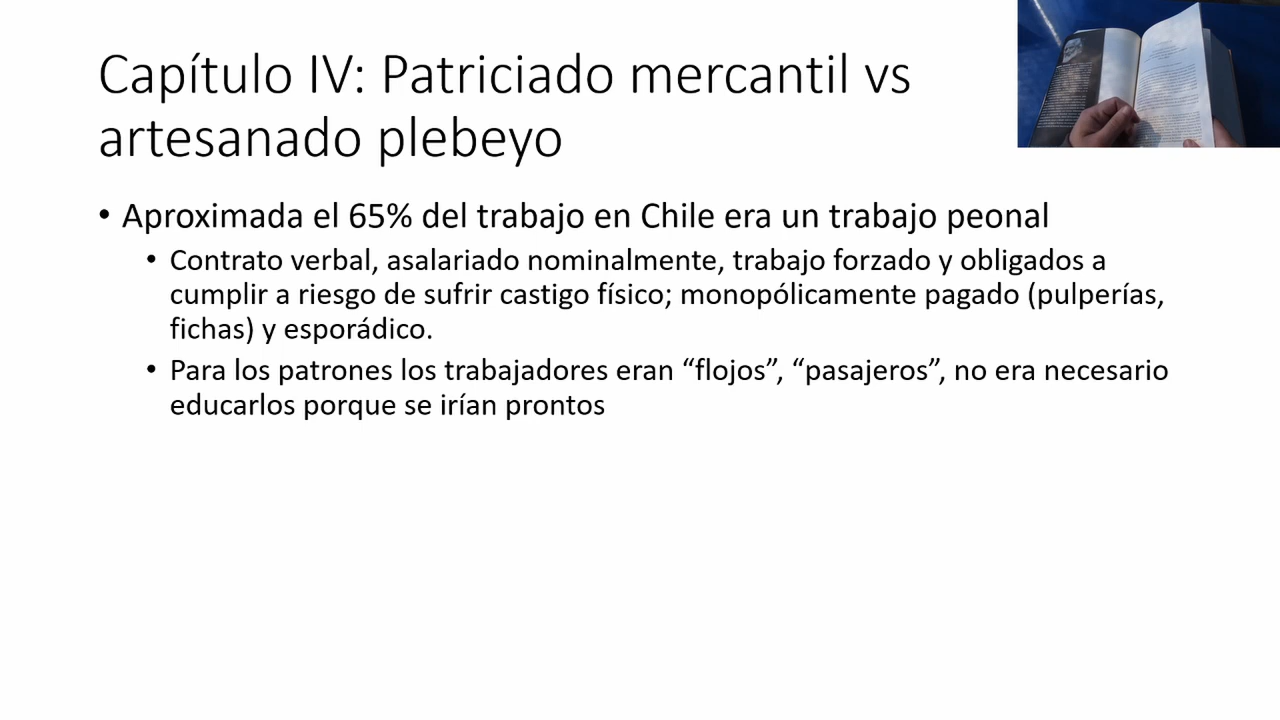 Capítulo IV: Patriciado mercantil vs
artesanado plebeyo
• Aproximada el 65% del trabajo en Chile era un trabajo peonal
• Contrato verbal, asalariado nominalmente, trabajo forzado y obligados a
cumplir a riesgo de sufrir castigo físico; monopólicamente pagado (pulperías,
fichas) y esporádico.
• Para los patrones los trabajadores eran “flojos”, “pasajeros”, no era necesario
educarlos porque se irían prontos